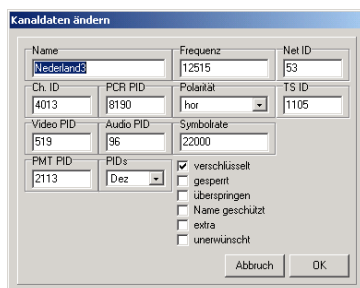 Kanaldaten ändern
Name Frequenz Net ID
Nederland3 12515 53
Ch. ID PCR PID Polarität TS ID
4013 8190 hor 1105
Video PID Audio PID Symbolrate
519 96 22000
PMT PID PIDs
2113 Dez
verschlüsselt
gesperrt
überspringen
Name geschützt
extra
unerwünscht
Abbruch OK